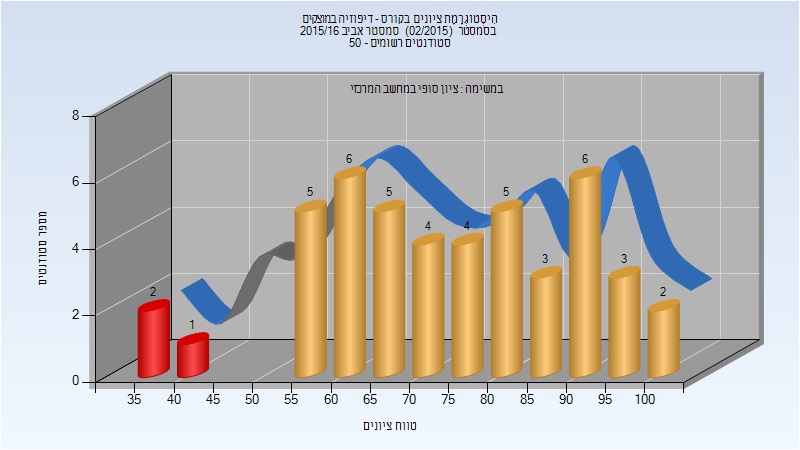 היסטוגרמת ציונים בקורס - דיפוזיה במוצקים
בסמסטר (02/2015) סמסטר אביב 2015/16
סטודנטים רשומים - 50
במשימה : ציון סופי במחשב המרכזי
מספר סטודנטים
8
6
4
2
0
2
1
5
6
5
4
4
5
3
6
3
2
35 40 45 50 55 60 65 70 75 80 85 90 95 100
טווח ציונים